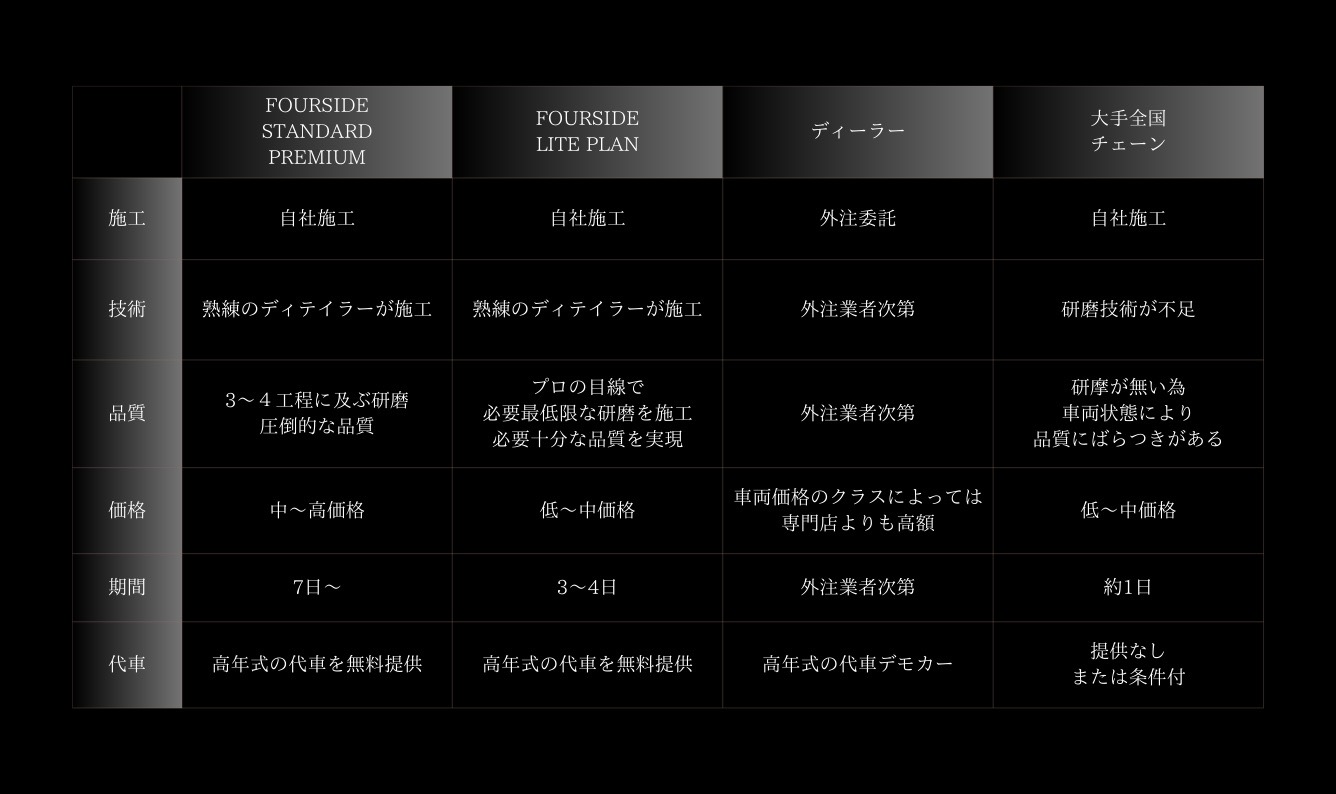 FOURSIDE
STANDARD
PREMIUM
FOURSIDE
LITE PLAN
ディーラー
大手全国
チェーン
施工
自社施工
自社施工
外注委託
自社施工
技術
熟練のディテイラーが施工
熟練のディテイラーが施工
外注業者次第
研磨技術が不足
品質
3〜４工程に及ぶ研磨
圧倒的な品質
プロの目線で
必要最低限な研磨を施工
必要十分な品質を実現
外注業者次第
研摩が無い為
車両状態により
品質にばらつきがある
価格
中〜高価格
低〜中価格
車両価格のクラスによっては
専門店よりも高額
低〜中価格
期間
7日〜
3〜4日
外注業者次第
約1日
代車
高年式の代車を無料提供
高年式の代車を無料提供
高年式の代車デモカー
提供なし
または条件付